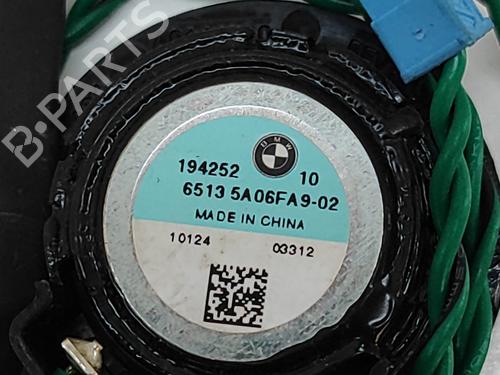 B-PARTS
BMW
194252 10
6513 5A06FA9-02
MADE IN CHINA
10124 03312